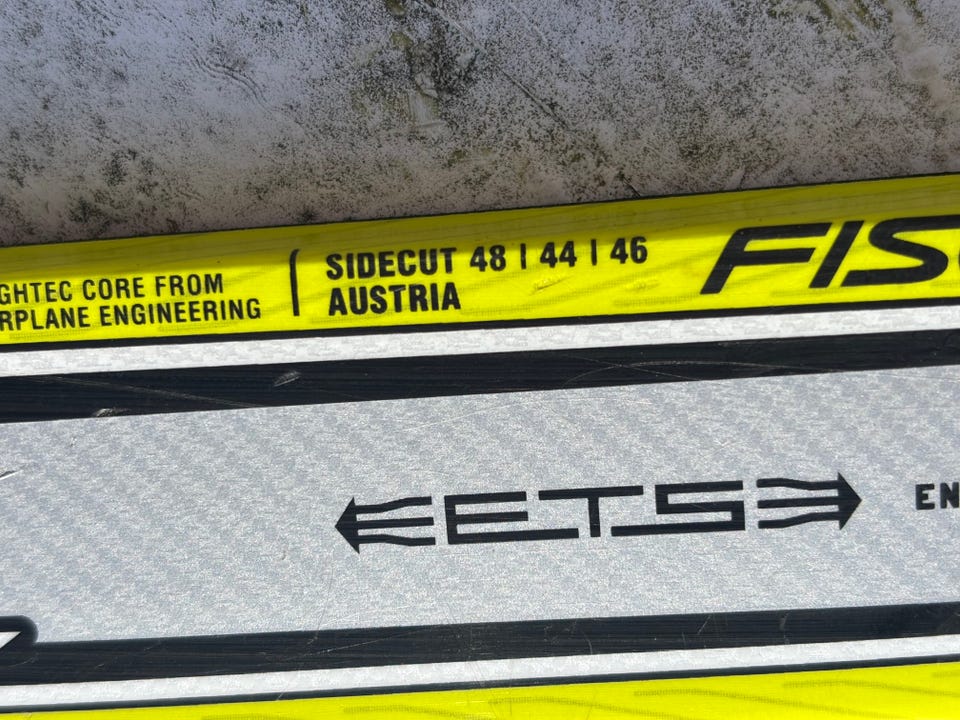 GHTEC CORE FROM
RPLANE ENGINEERING
SIDECUT 48 | 44 | 46
AUSTRIA
FIS
ETS
EN